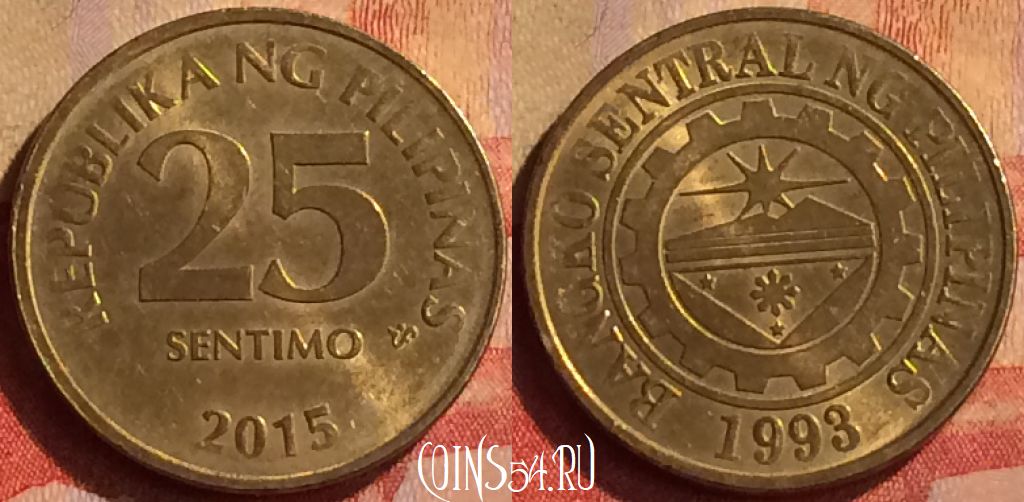 REPUBLIKA NG PILIPINAS
25
SENTIMO
2015
BANGKO SENTRAL NG PILIPINAS
1993
COINS54.RU